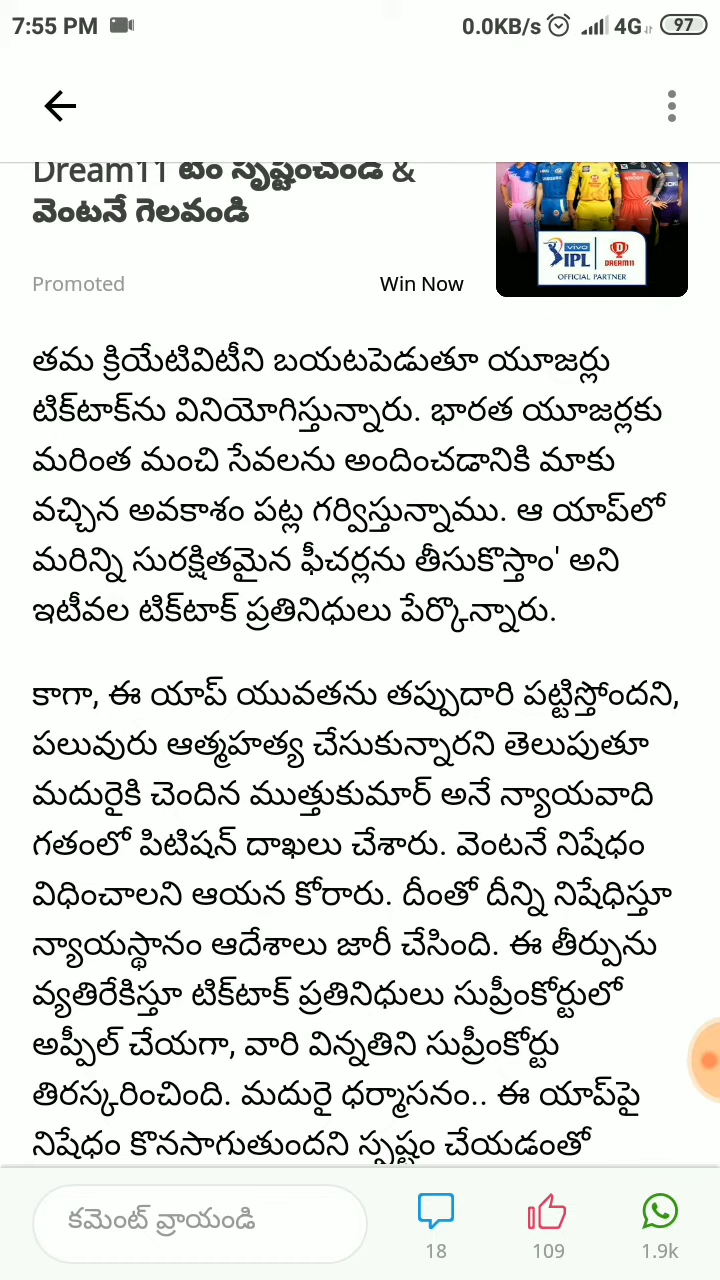 7:55 PM 0.0KB/s 4G 97
Dream11 టీం సృష్టించండి &
వెంటనే గెలవండి
Promoted
Win Now
VIVO
IPL
DREAM11
OFFICIAL PARTNER
తమ క్రియేటివిటీని బయటపెడుతూ యూజర్లు
టిక్‌టాక్‌ను వినియోగిస్తున్నారు. భారత యూజర్లకు
మరింత మంచి సేవలను అందించడానికి మాకు
వచ్చిన అవకాశం పట్ల గర్విస్తున్నాము. ఆ యాప్‌లో
మరిన్ని సురక్షితమైన ఫీచర్లను తీసుకొస్తాం' అని
ఇటీవల టిక్‌టాక్ ప్రతినిధులు పేర్కొన్నారు.
కాగా, ఈ యాప్ యువతను తప్పుదారి పట్టిస్తోందని,
పలువురు ఆత్మహత్య చేసుకున్నారని తెలుపుతూ
మదురైకి చెందిన ముత్తుకుమార్ అనే న్యాయవాది
గతంలో పిటిషన్ దాఖలు చేశారు. వెంటనే నిషేధం
విధించాలని ఆయన కోరారు. దీంతో దీన్ని నిషేధిస్తూ
న్యాయస్థానం ఆదేశాలు జారీ చేసింది. ఈ తీర్పును
వ్యతిరేకిస్తూ టిక్‌టాక్ ప్రతినిధులు సుప్రీంకోర్టులో
అప్పీల్ చేయగా, వారి విన్నతిని సుప్రీంకోర్టు
తిరస్కరించింది. మదురై ధర్మాసనం.. ఈ యాప్‌పై
నిషేధం కొనసాగుతుందని స్పష్టం చేయడంతో
కమెంట్ వ్రాయండి
18 109 1.9k